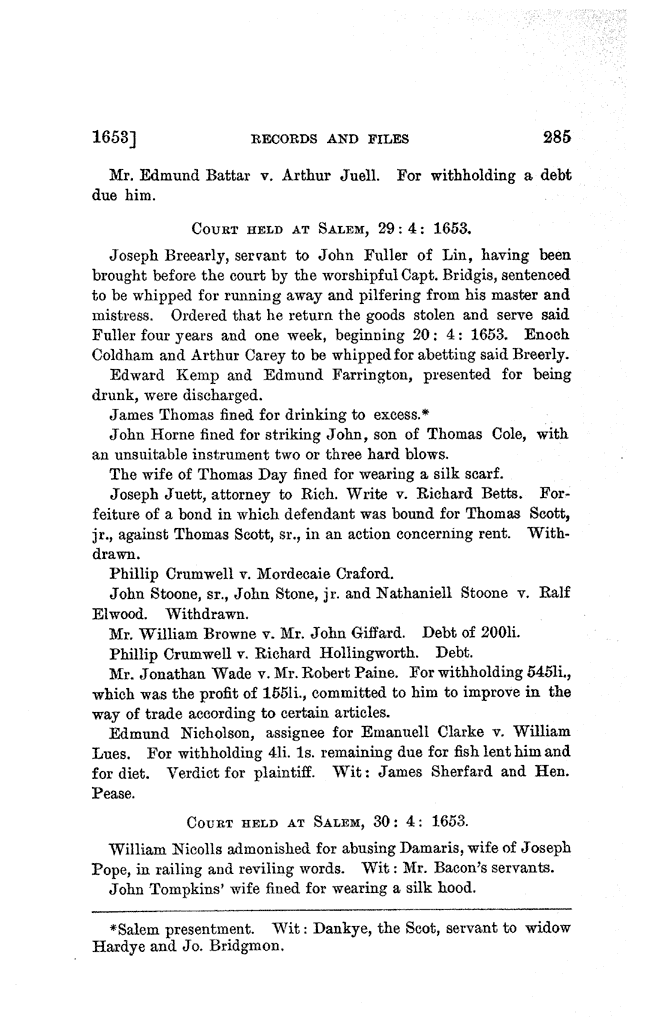 1653] RECORDS AND FILES 285
Mr. Edmund Battar v. Arthur Juell. For withholding a debt
due him.
COURT HELD AT SALEM, 29: 4: 1653.
Joseph Breearly, servant to John Fuller of Lin, having been
brought before the court by the worshipful Capt. Bridgis, sentenced
to be whipped for running away and pilfering from his master and
mistress. Ordered that he return the goods stolen and serve said
Fuller four years and one week, beginning 20: 4: 1653. Enoch
Coldham and Arthur Carey to be whipped for abetting said Breerly.
Edward Kemp and Edmund Farrington, presented for being
drunk, were discharged.
James Thomas fined for drinking to excess.*
John Horne fined for striking John, son of Thomas Cole, with
an unsuitable instrument two or three hard blows.
The wife of Thomas Day fined for wearing a silk scarf.
Joseph Juett, attorney to Rich. Write v. Richard Betts. For-
feiture of a bond in which defendant was bound for Thomas Scott,
jr., against Thomas Scott, sr., in an action concerning rent. With-
drawn.
Phillip Crumwell v. Mordecaie Craford.
John Stoone, sr., John Stone, jr. and Nathaniell Stoone v. Ralf
Elwood. Withdrawn.
Mr. William Browne v. Mr. John Giffard. Debt of 200li.
Phillip Crumwell v. Richard Hollingworth. Debt.
Mr. Jonathan Wade v. Mr. Robert Paine. For withholding 545li.,
which was the profit of 155li., committed to him to improve in the
way of trade according to certain articles.
Edmund Nicholson, assignee for Emanuell Clarke v. William
Lues. For withholding 4li. 1s. remaining due for fish lent him and
for diet. Verdict for plaintiff. Wit: James Sherfard and Hen.
Pease.
COURT HELD AT SALEM, 30: 4: 1653.
William Nicolls admonished for abusing Damaris, wife of Joseph
Pope, in railing and reviling words. Wit: Mr. Bacon's servants.
John Tompkins' wife fined for wearing a silk hood.
*Salem presentment. Wit: Dankye, the Scot, servant to widow
Hardye and Jo. Bridgmon.